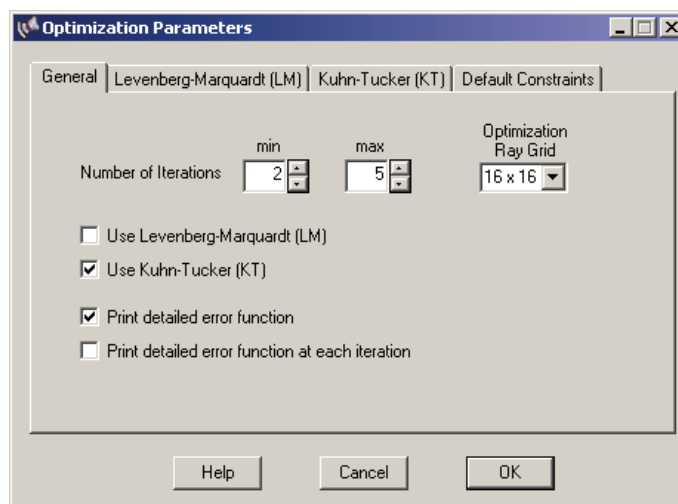 Optimization Parameters
General Levenberg-Marquardt (LM) Kuhn-Tucker (KT) Default Constraints
min max Optimization Ray Grid
Number of Iterations 2 5 16 x 16
Use Levenberg-Marquardt (LM)
Use Kuhn-Tucker (KT)
Print detailed error function
Print detailed error function at each iteration
Help Cancel OK